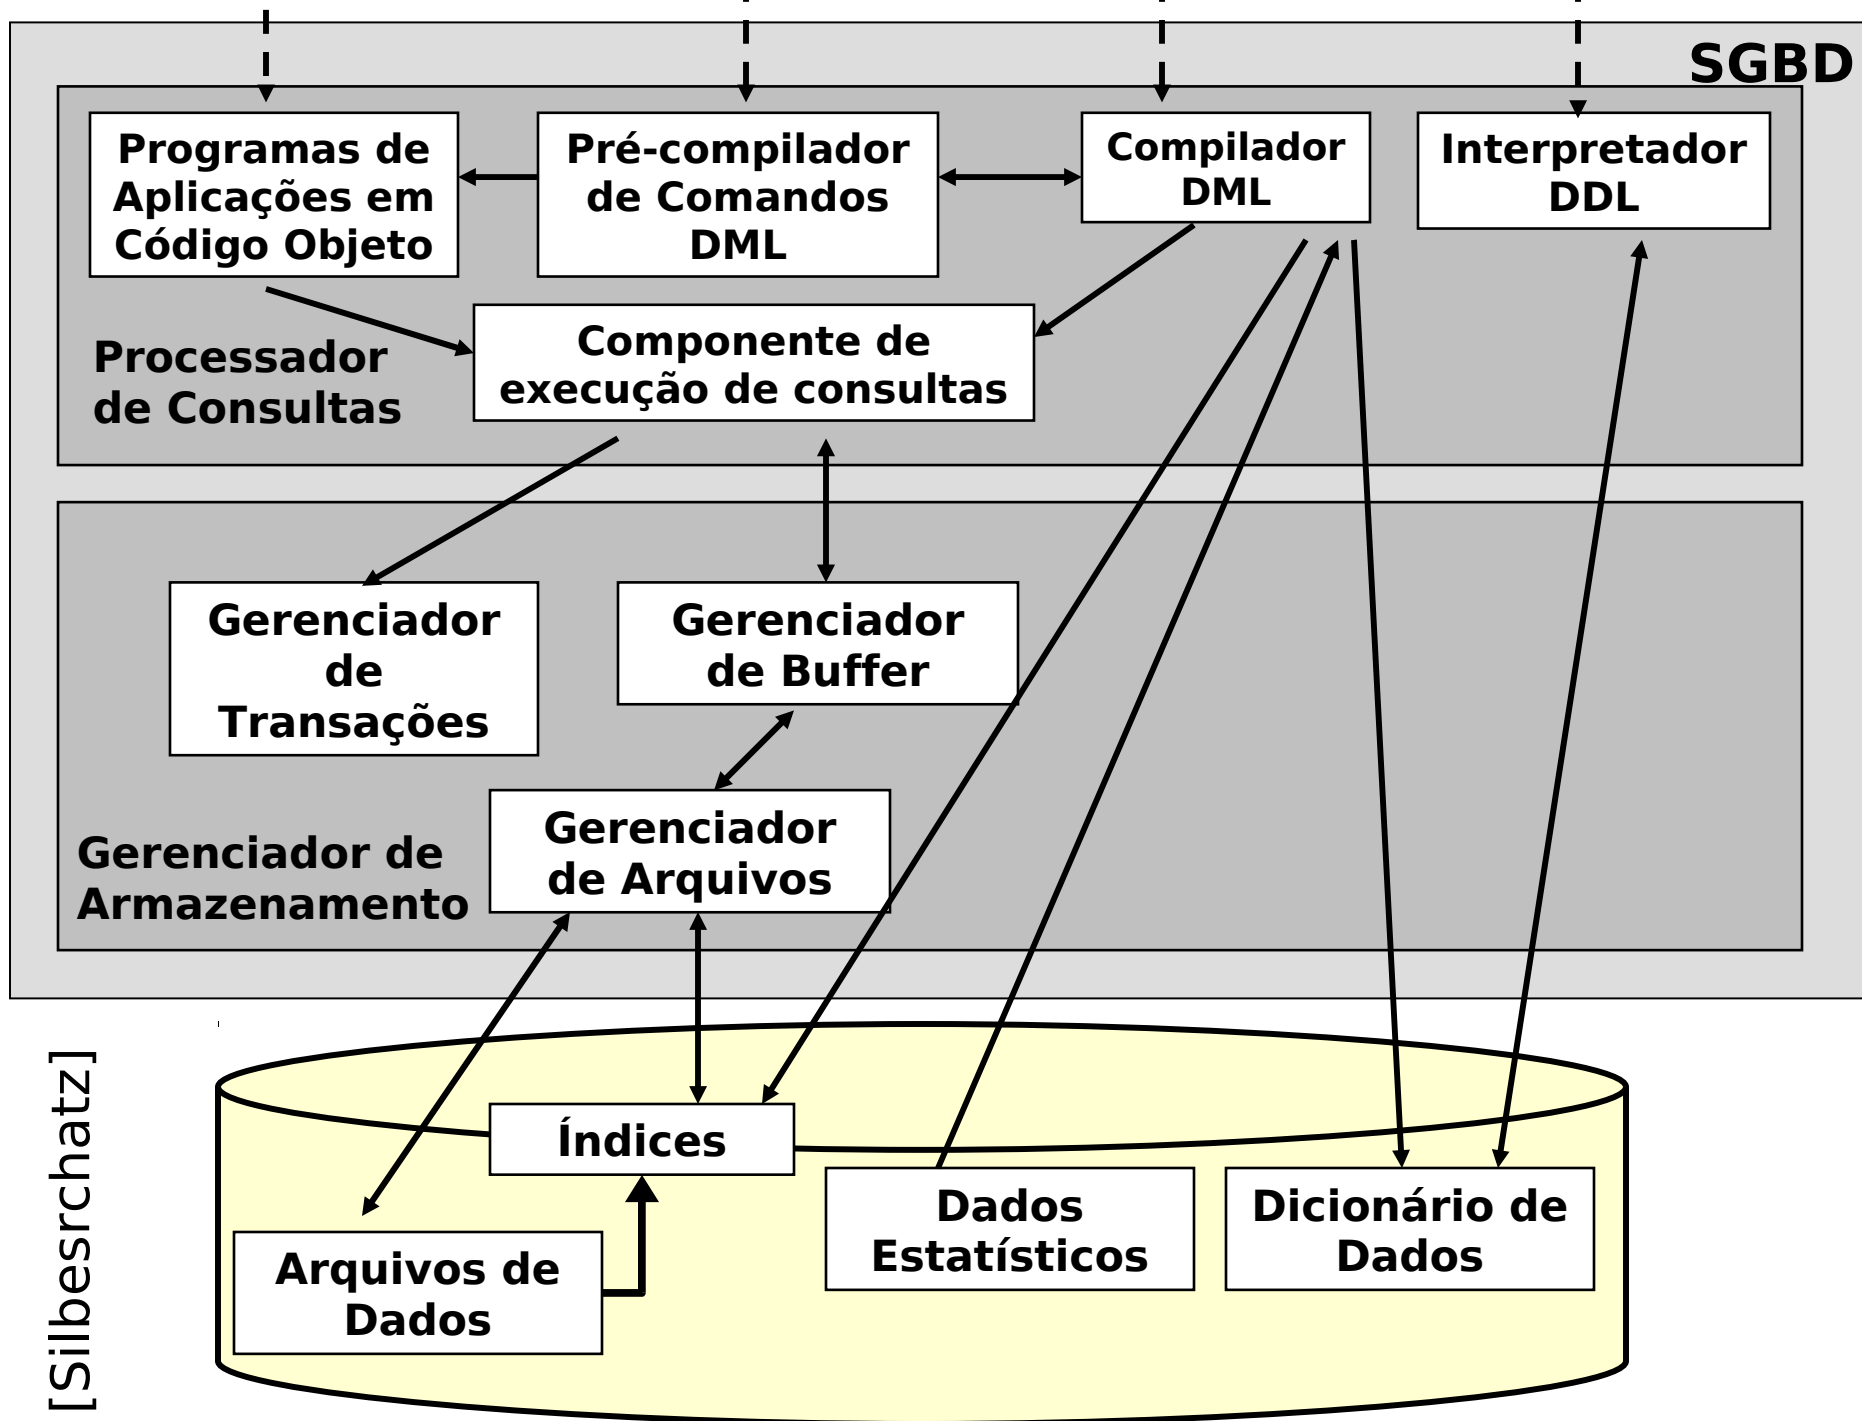 SGBD
Programas de
Aplicações em
Código Objeto
Pré-compilador
de Comandos
DML
Compilador
DML
Interpretador
DDL
Componente de
execução de consultas
Processador
de Consultas
Gerenciador
de
Transações
Gerenciador
de Buffer
Gerenciador
de Arquivos
Gerenciador de
Armazenamento
Índices
Dados
Estatísticos
Dicionário de
Dados
Arquivos de
Dados
[Silbesrchatz]